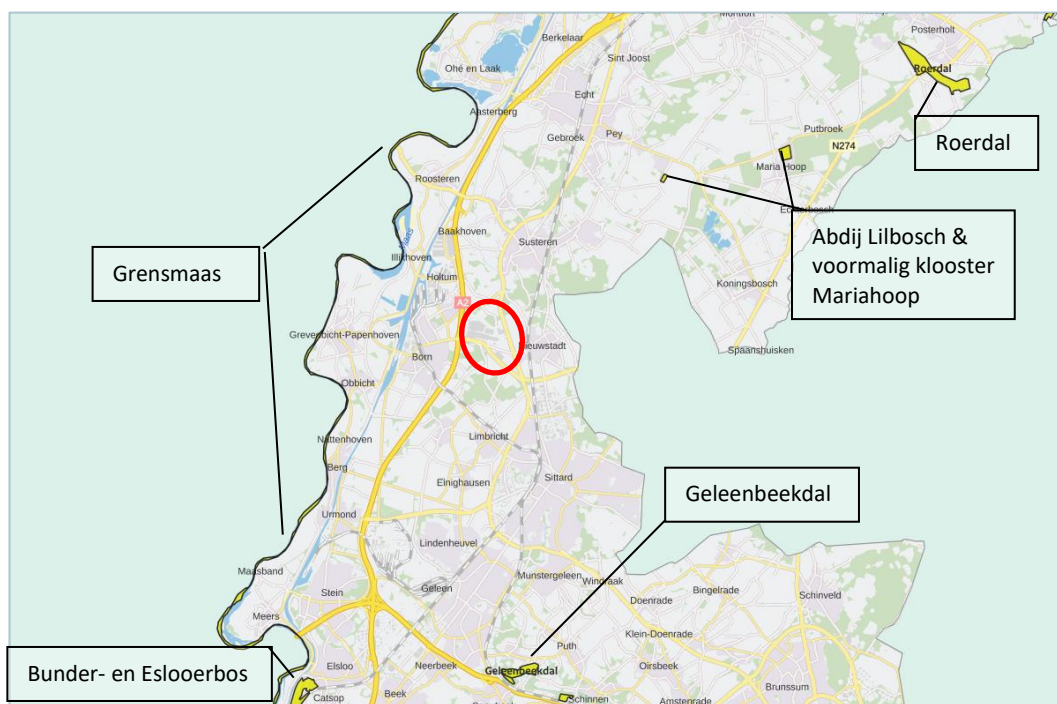 Montfort
Posterholt
Berkelaar
Sint Joost
Ohé en Laak
Roerdal
Echt
Aasterberg
Gebroek
Pey
Putbroek
N274
Roerdal
Maria Hoop
Roosteren
Echterbosch
Abdij Lilbosch &
voormalig klooster
Mariahoop
Maas
Baakhoven
Susteren
Illikhoven
Grensmaas
Holtum
Koningsbosch
A2
Grevenbicht-Papenhoven
Nieuwstadt
Born
Spaanshuisken
Obbicht
Nattenhoven
Limbricht
Berg
Sittard
Einighausen
Geleenbeekdal
Urmond
Lindenheuvel
Maasband
Munstergeleen
Windraak
Stein
Geleen
Bingelrade
Schinveld
Doenrade
Meers
Klein-Doenrade
Puth
Bunder- en Eslooerbos
Elsloo
Neerbeek
Geleenbeekdal
Oirsbeek
Brunssum
Catsop
Beek
Schinnen
Amstenrade